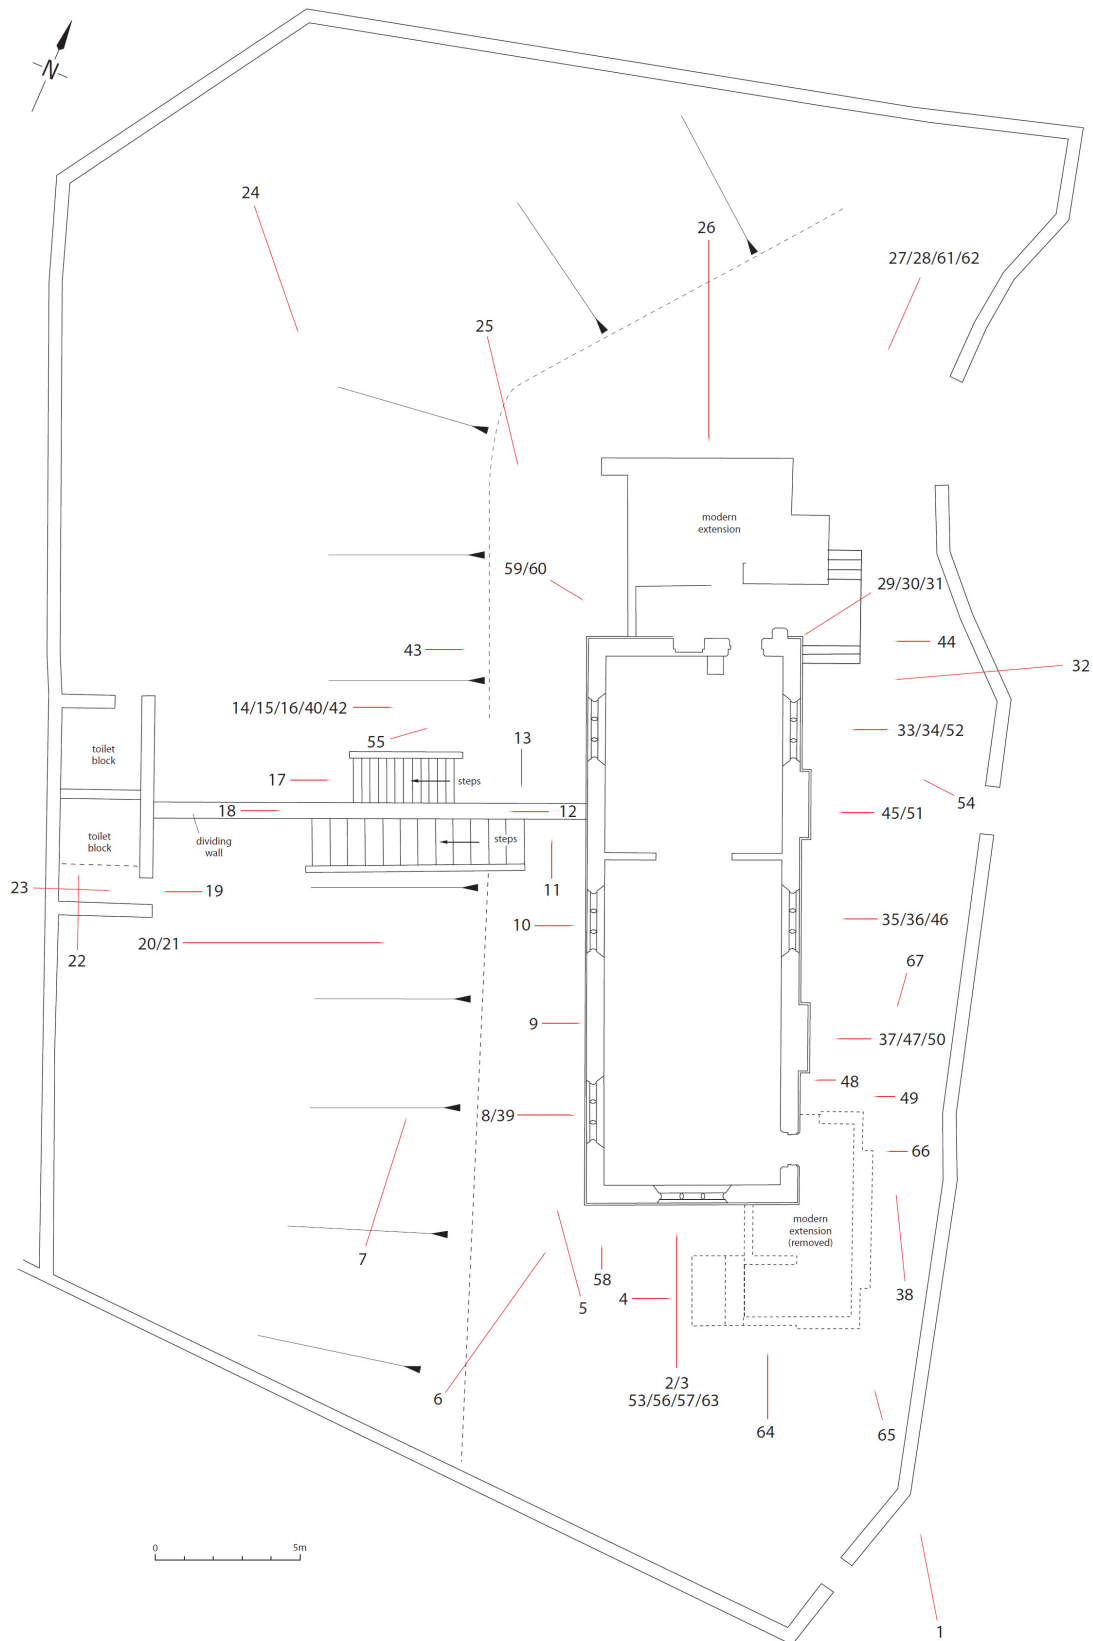 N
24
26
27/28/61/62
25
modern
extension
59/60
29/30/31
43
44
32
14/15/16/40/42
55
13
33/34/52
toilet
block
17
steps
54
18
12
45/51
dividing
wall
toilet
block
steps
23
19
11
10
35/36/46
20/21
22
67
9
37/47/50
48
49
8/39
66
modern
extension
(removed)
7
58
5
4
38
2/3
53/56/57/63
6
64
65
0
5m
1